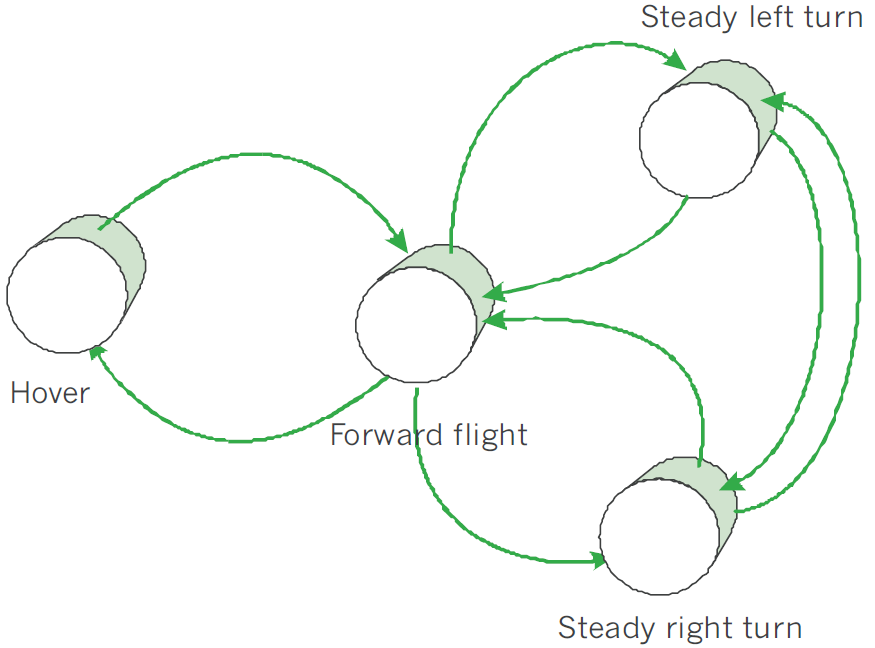 Steady left turn
Hover
Forward flight
Steady right turn